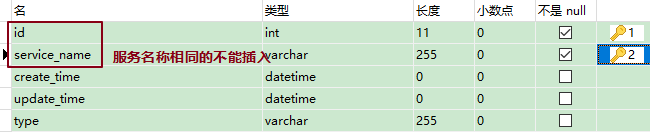 名 类型 长度 小数点 不是 null
id int 11 0 1
service_name varchar 255 0 2
服务名称相同的不能插入
create_time datetime 0 0
update_time datetime 0 0
type varchar 255 0